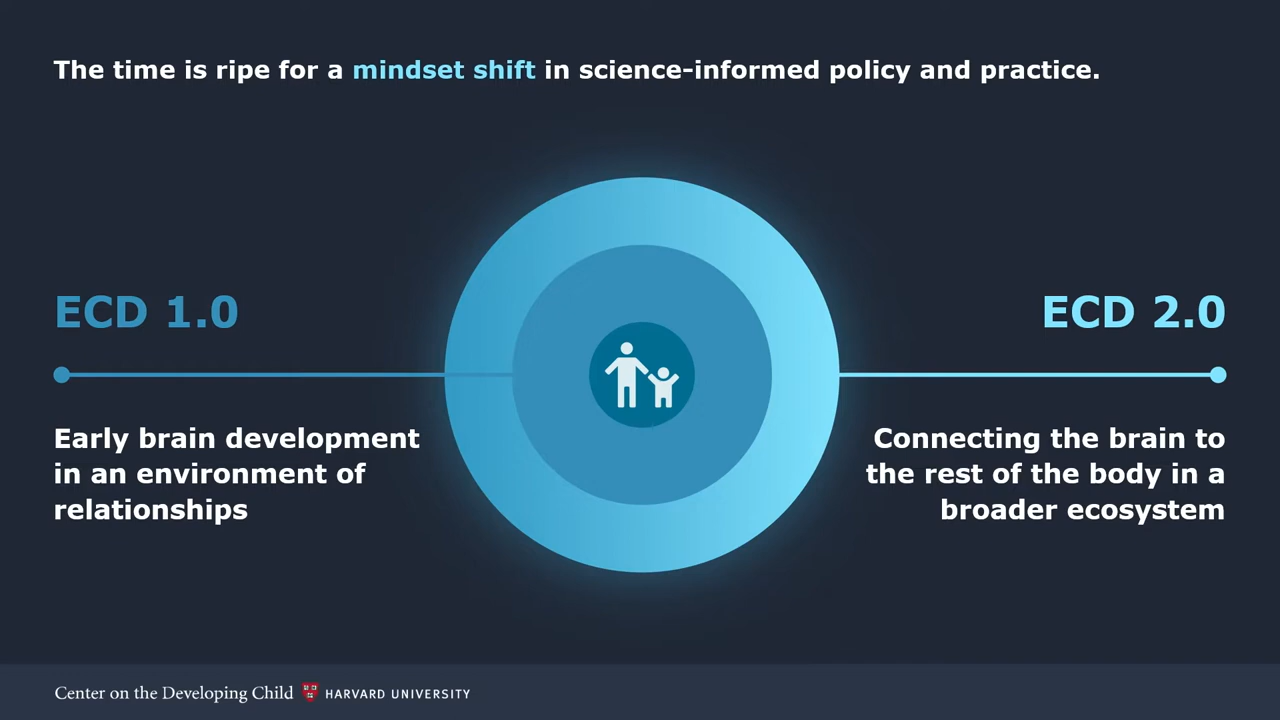 The time is ripe for a mindset shift in science-informed policy and practice.
ECD 1.0
Early brain development
in an environment of
relationships
ECD 2.0
Connecting the brain to
the rest of the body in a
broader ecosystem
Center on the Developing Child HARVARD UNIVERSITY